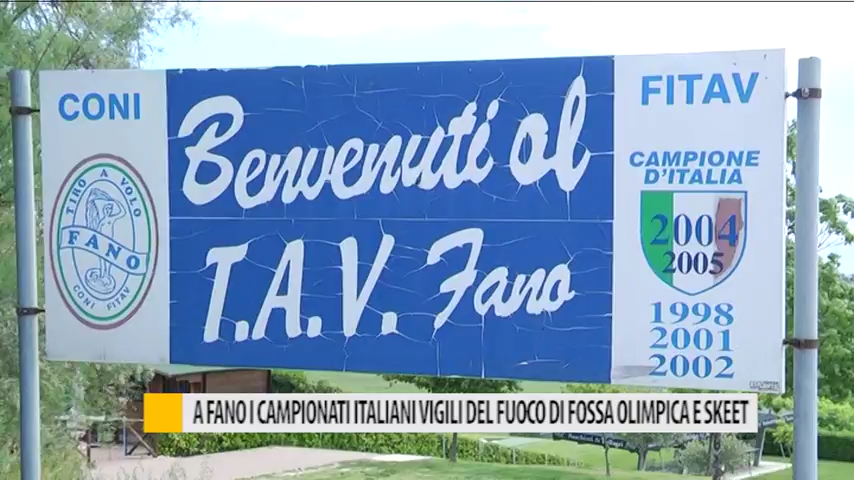 CONI
TIRO A VOLO
FANO
CONI FITAV
Benvenuti al
T.A.V. Fano
FITAV
CAMPIONE
D'ITALIA
2004
2005
1998
2001
2002
A FANO I CAMPIONATI ITALIANI VIGILI DEL FUOCO DI FOSSA OLIMPICA E SKEET